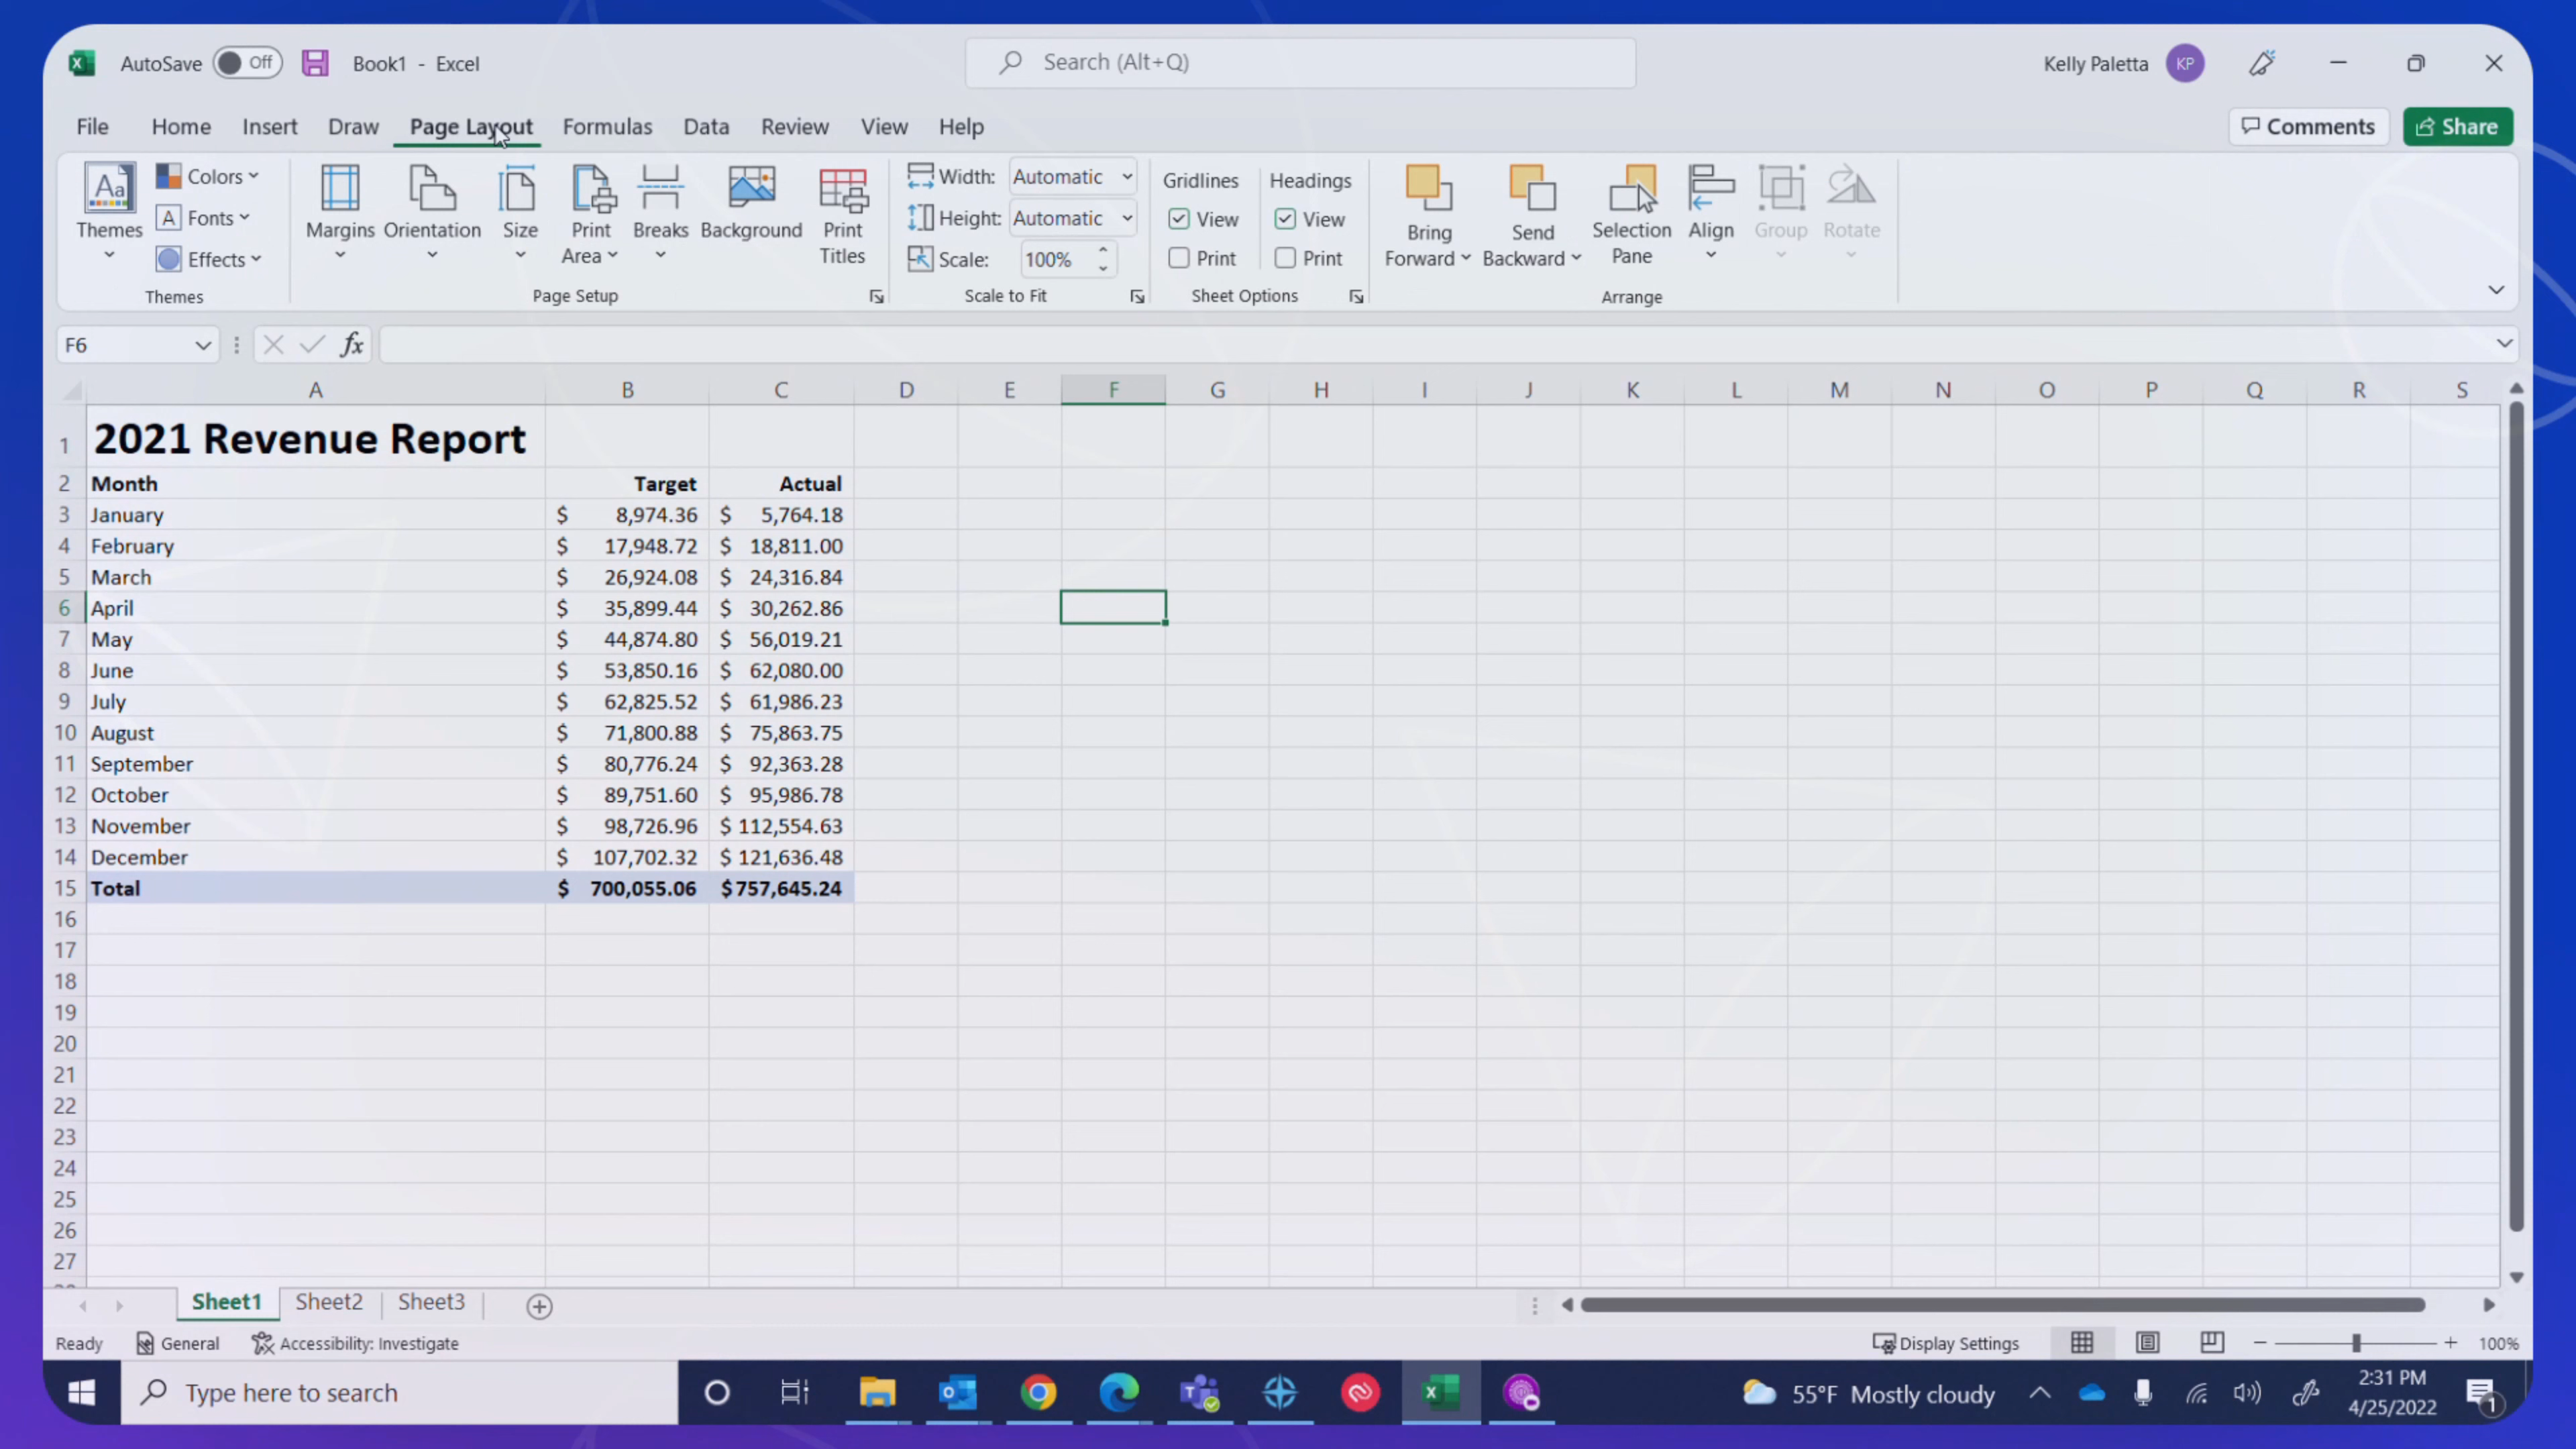 AutoSave Off Book1 - Excel Search (Alt+Q) Kelly Paletta KP
File Home Insert Draw Page Layout Formulas Data Review View Help Comments Share
Aa Colors Width: Automatic Gridlines Headings
A Fonts Height: Automatic View View
Themes Margins Orientation Size Print Area Breaks Background Print Titles Bring Forward Send Backward Selection Pane Align Group Rotate
Effects Scale: 100% Print Print
Themes Page Setup Scale to Fit Sheet Options Arrange
F6 fx
A B C D E F G H I J K L M N O P Q R S
1 2021 Revenue Report
2 Month Target Actual
3 January $ 8,974.36 $ 5,764.18
4 February $ 17,948.72 $ 18,811.00
5 March $ 26,924.08 $ 24,316.84
6 April $ 35,899.44 $ 30,262.86
7 May $ 44,874.80 $ 56,019.21
8 June $ 53,850.16 $ 62,080.00
9 July $ 62,825.52 $ 61,986.23
10 August $ 71,800.88 $ 75,863.75
11 September $ 80,776.24 $ 92,363.28
12 October $ 89,751.60 $ 95,986.78
13 November $ 98,726.96 $ 112,554.63
14 December $ 107,702.32 $ 121,636.48
15 Total $ 700,055.06 $757,645.24
16
17
18
19
20
21
22
23
24
25
26
27
Sheet1 Sheet2 Sheet3
Ready General Accessibility: Investigate Display Settings 100%
Type here to search 55°F Mostly cloudy 2:31 PM
4/25/2022 1